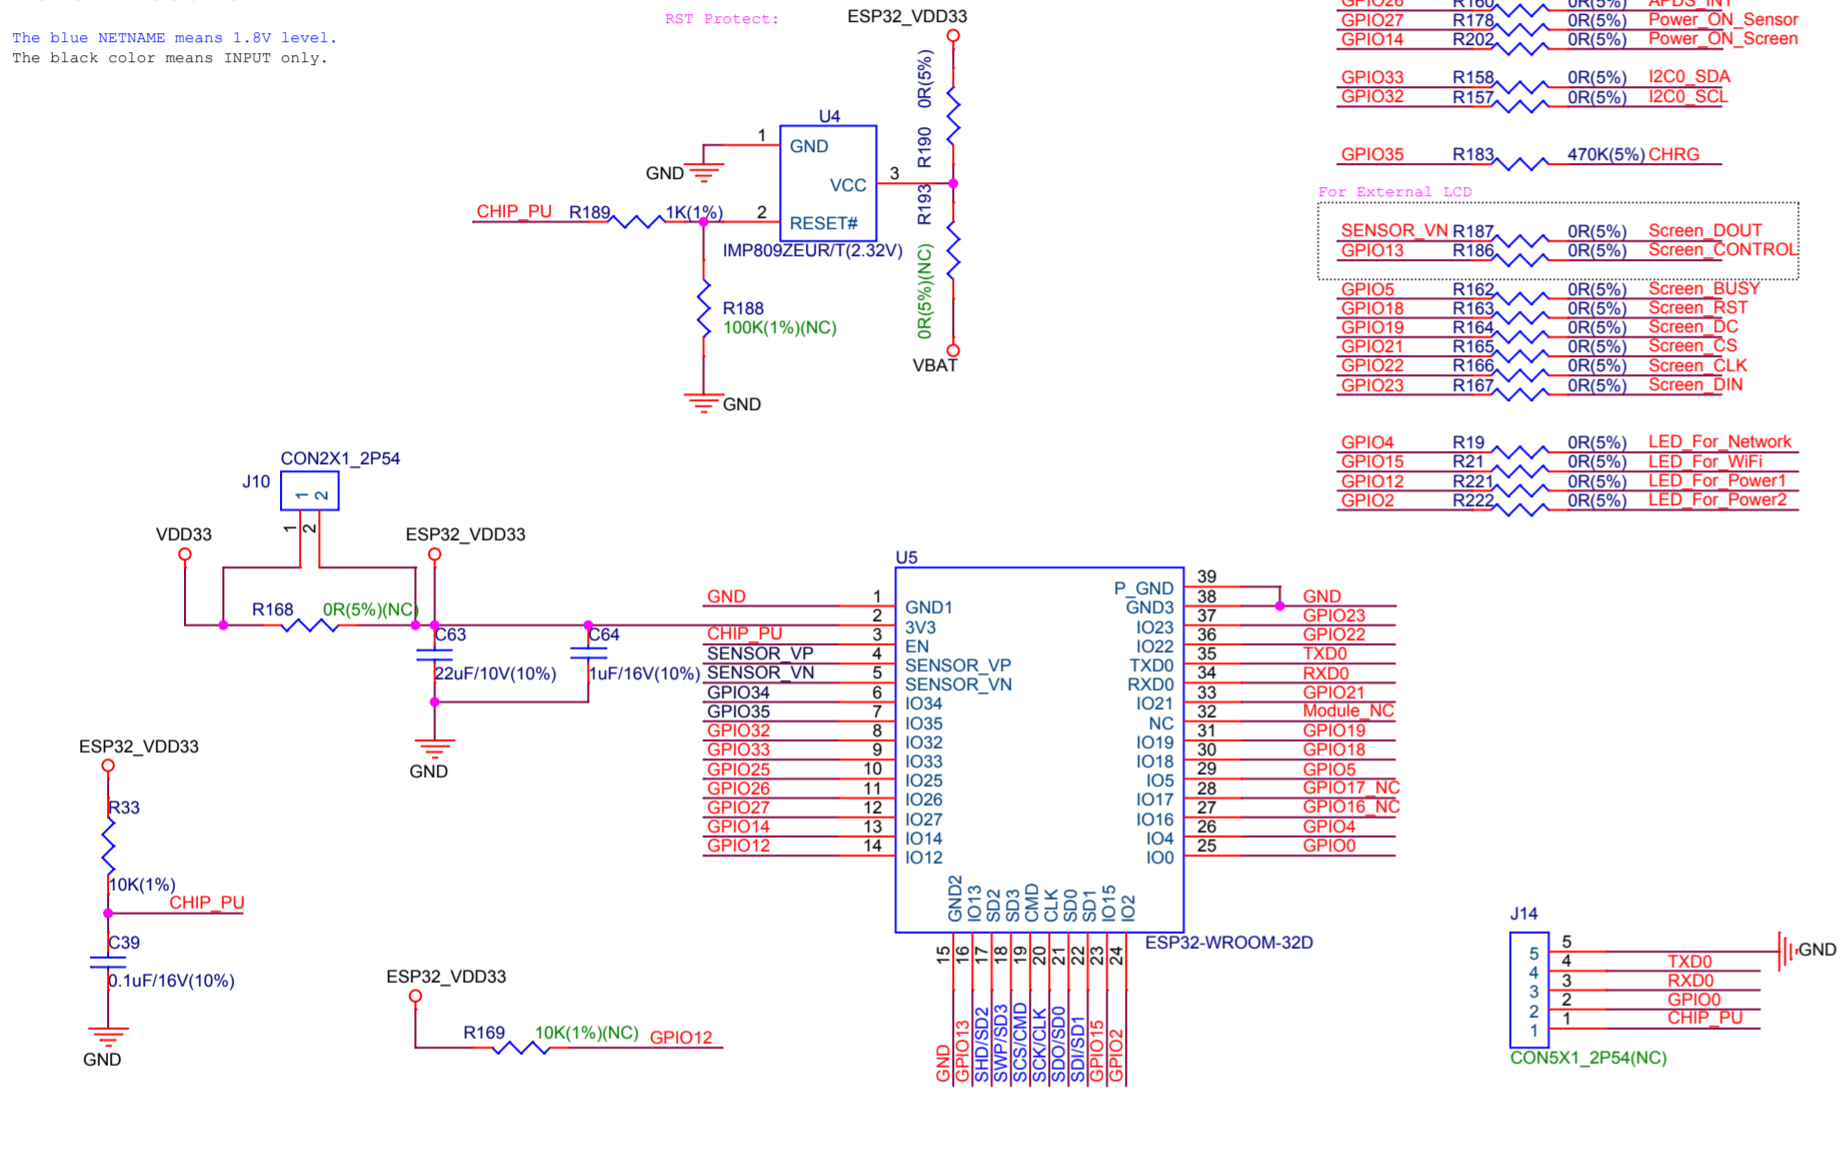 The blue NETNAME means 1.8V level.
The black color means INPUT only.
RST Protect:
ESP32_VDD33
R190 0R(5%)
U4
1 GND
GND
VCC 3
CHIP_PU R189 1K(1%) 2 RESET#
IMP809ZEUR/T(2.32V)
R193 0R(5%)(NC)
VBAT
R188
100K(1%)(NC)
GND
GPIO26 R160 0R(5%) APDS_INT
GPIO27 R178 0R(5%) Power_ON_Sensor
GPIO14 R202 0R(5%) Power_ON_Screen
GPIO33 R158 0R(5%) I2C0_SDA
GPIO32 R157 0R(5%) I2C0_SCL
GPIO35 R183 470K(5%) CHRG
For External LCD
SENSOR_VN R187 0R(5%) Screen_DOUT
GPIO13 R186 0R(5%) Screen_CONTROL
GPIO5 R162 0R(5%) Screen_BUSY
GPIO18 R163 0R(5%) Screen_RST
GPIO19 R164 0R(5%) Screen_DC
GPIO21 R165 0R(5%) Screen_CS
GPIO22 R166 0R(5%) Screen_CLK
GPIO23 R167 0R(5%) Screen_DIN
GPIO4 R19 0R(5%) LED_For_Network
GPIO15 R21 0R(5%) LED_For_WiFi
GPIO12 R221 0R(5%) LED_For_Power1
GPIO2 R222 0R(5%) LED_For_Power2
CON2X1_2P54
J10
1 2
1 2
VDD33
ESP32_VDD33
R168 0R(5%)(NC)
C63
22uF/10V(10%)
C64
1uF/16V(10%)
GND
U5
GND 1 GND1
2 3V3
CHIP_PU 3 EN
SENSOR_VP 4 SENSOR_VP
SENSOR_VN 5 SENSOR_VN
GPIO34 6 IO34
GPIO35 7 IO35
GPIO32 8 IO32
GPIO33 9 IO33
GPIO25 10 IO25
GPIO26 11 IO26
GPIO27 12 IO27
GPIO14 13 IO14
GPIO12 14 IO12
P_GND 39
GND3 38 GND
IO23 37 GPIO23
IO22 36 GPIO22
TXD0 35 TXD0
RXD0 34 RXD0
IO21 33 GPIO21
NC 32 Module_NC
IO19 31 GPIO19
IO18 30 GPIO18
IO5 29 GPIO5
IO17 28 GPIO17_NC
IO16 27 GPIO16_NC
IO4 26 GPIO4
IO0 25 GPIO0
GND2 15 GND
IO13 16 GPIO13
SD2 17 SHD/SD2
SD3 18 SWP/SD3
CMD 19 SCS/CMD
CLK 20 SCK/CLK
SD0 21 SDO/SD0
SD1 22 SDI/SD1
IO15 23 GPIO15
IO2 24 GPIO2
ESP32-WROOM-32D
ESP32_VDD33
R33
10K(1%)
CHIP_PU
C39
0.1uF/16V(10%)
GND
ESP32_VDD33
R169 10K(1%)(NC) GPIO12
J14
5 5 GND
4 4 TXD0
3 3 RXD0
2 2 GPIO0
1 1 CHIP_PU
CON5X1_2P54(NC)